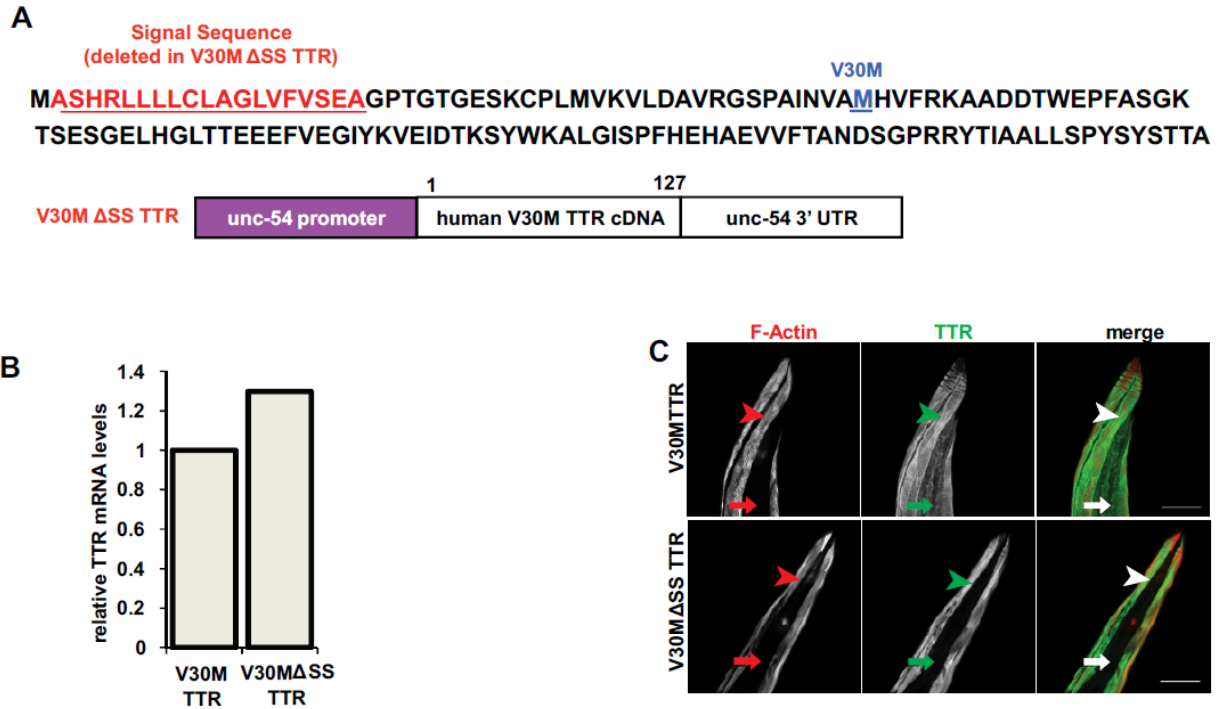 A
Signal Sequence
(deleted in V30M ΔSS TTR)
V30M
MASHRLLLLCLAGLVFVSEAGPTGTGESKCPLMVKVLDAVRGSPAINVAMHVFRKAADDTWEPFASGK
TSESGELHGLTTEEEFVEGIYKVEIDTKSYWKALGISPFHEHAEVVFTANDSGPRRYTIAALLSPYSYSTTA
1 127
V30M ΔSS TTR unc-54 promoter human V30M TTR cDNA unc-54 3' UTR
B
relative TTR mRNA levels
1.4
1.2
1
0.8
0.6
0.4
0.2
0
V30M TTR
V30MΔSS TTR
C
F-Actin TTR merge
V30MTTR
V30MΔSS TTR